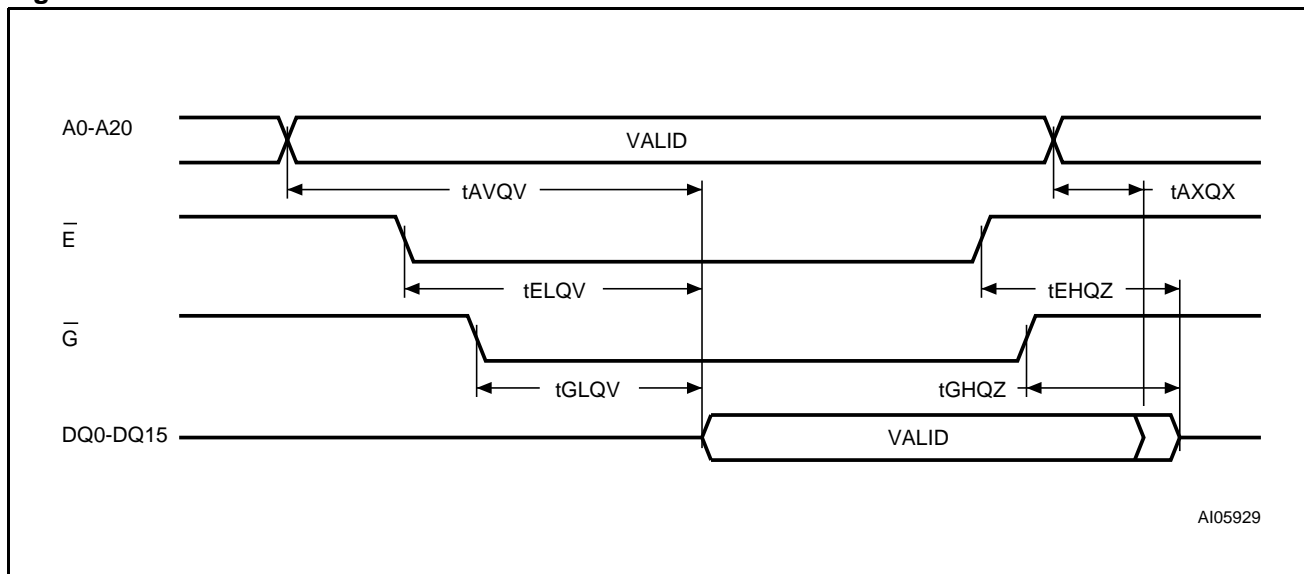 A0-A20
VALID
tAVQV
tAXQX
E
tELQV
tEHQZ
G
tGLQV
tGHQZ
DQ0-DQ15
VALID
AI05929